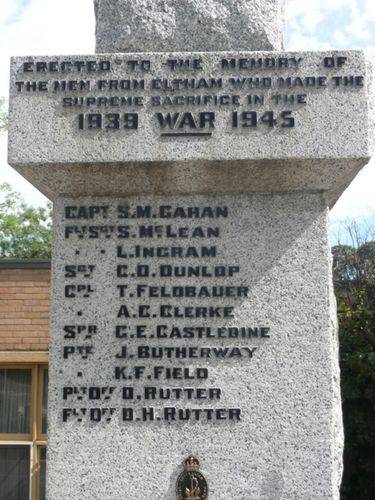 ERECTED TO THE MEMORY OF
THE MEN FROM ELTHAM WHO MADE THE
SUPREME SACRIFICE IN THE
1939 WAR 1945
CAPT S.M. GAHAN
FLT SGT S. McLEAN
" " L. INGRAM
SGT C.O. DUNLOP
CPL T. FELDBAUER
" A.C. CLERKE
SPR C.E. CASTLEDINE
PTE J. BUTHERWAY
" K.F. FIELD
PLT OFF O. RUTTER
FLT OFF D.H. RUTTER